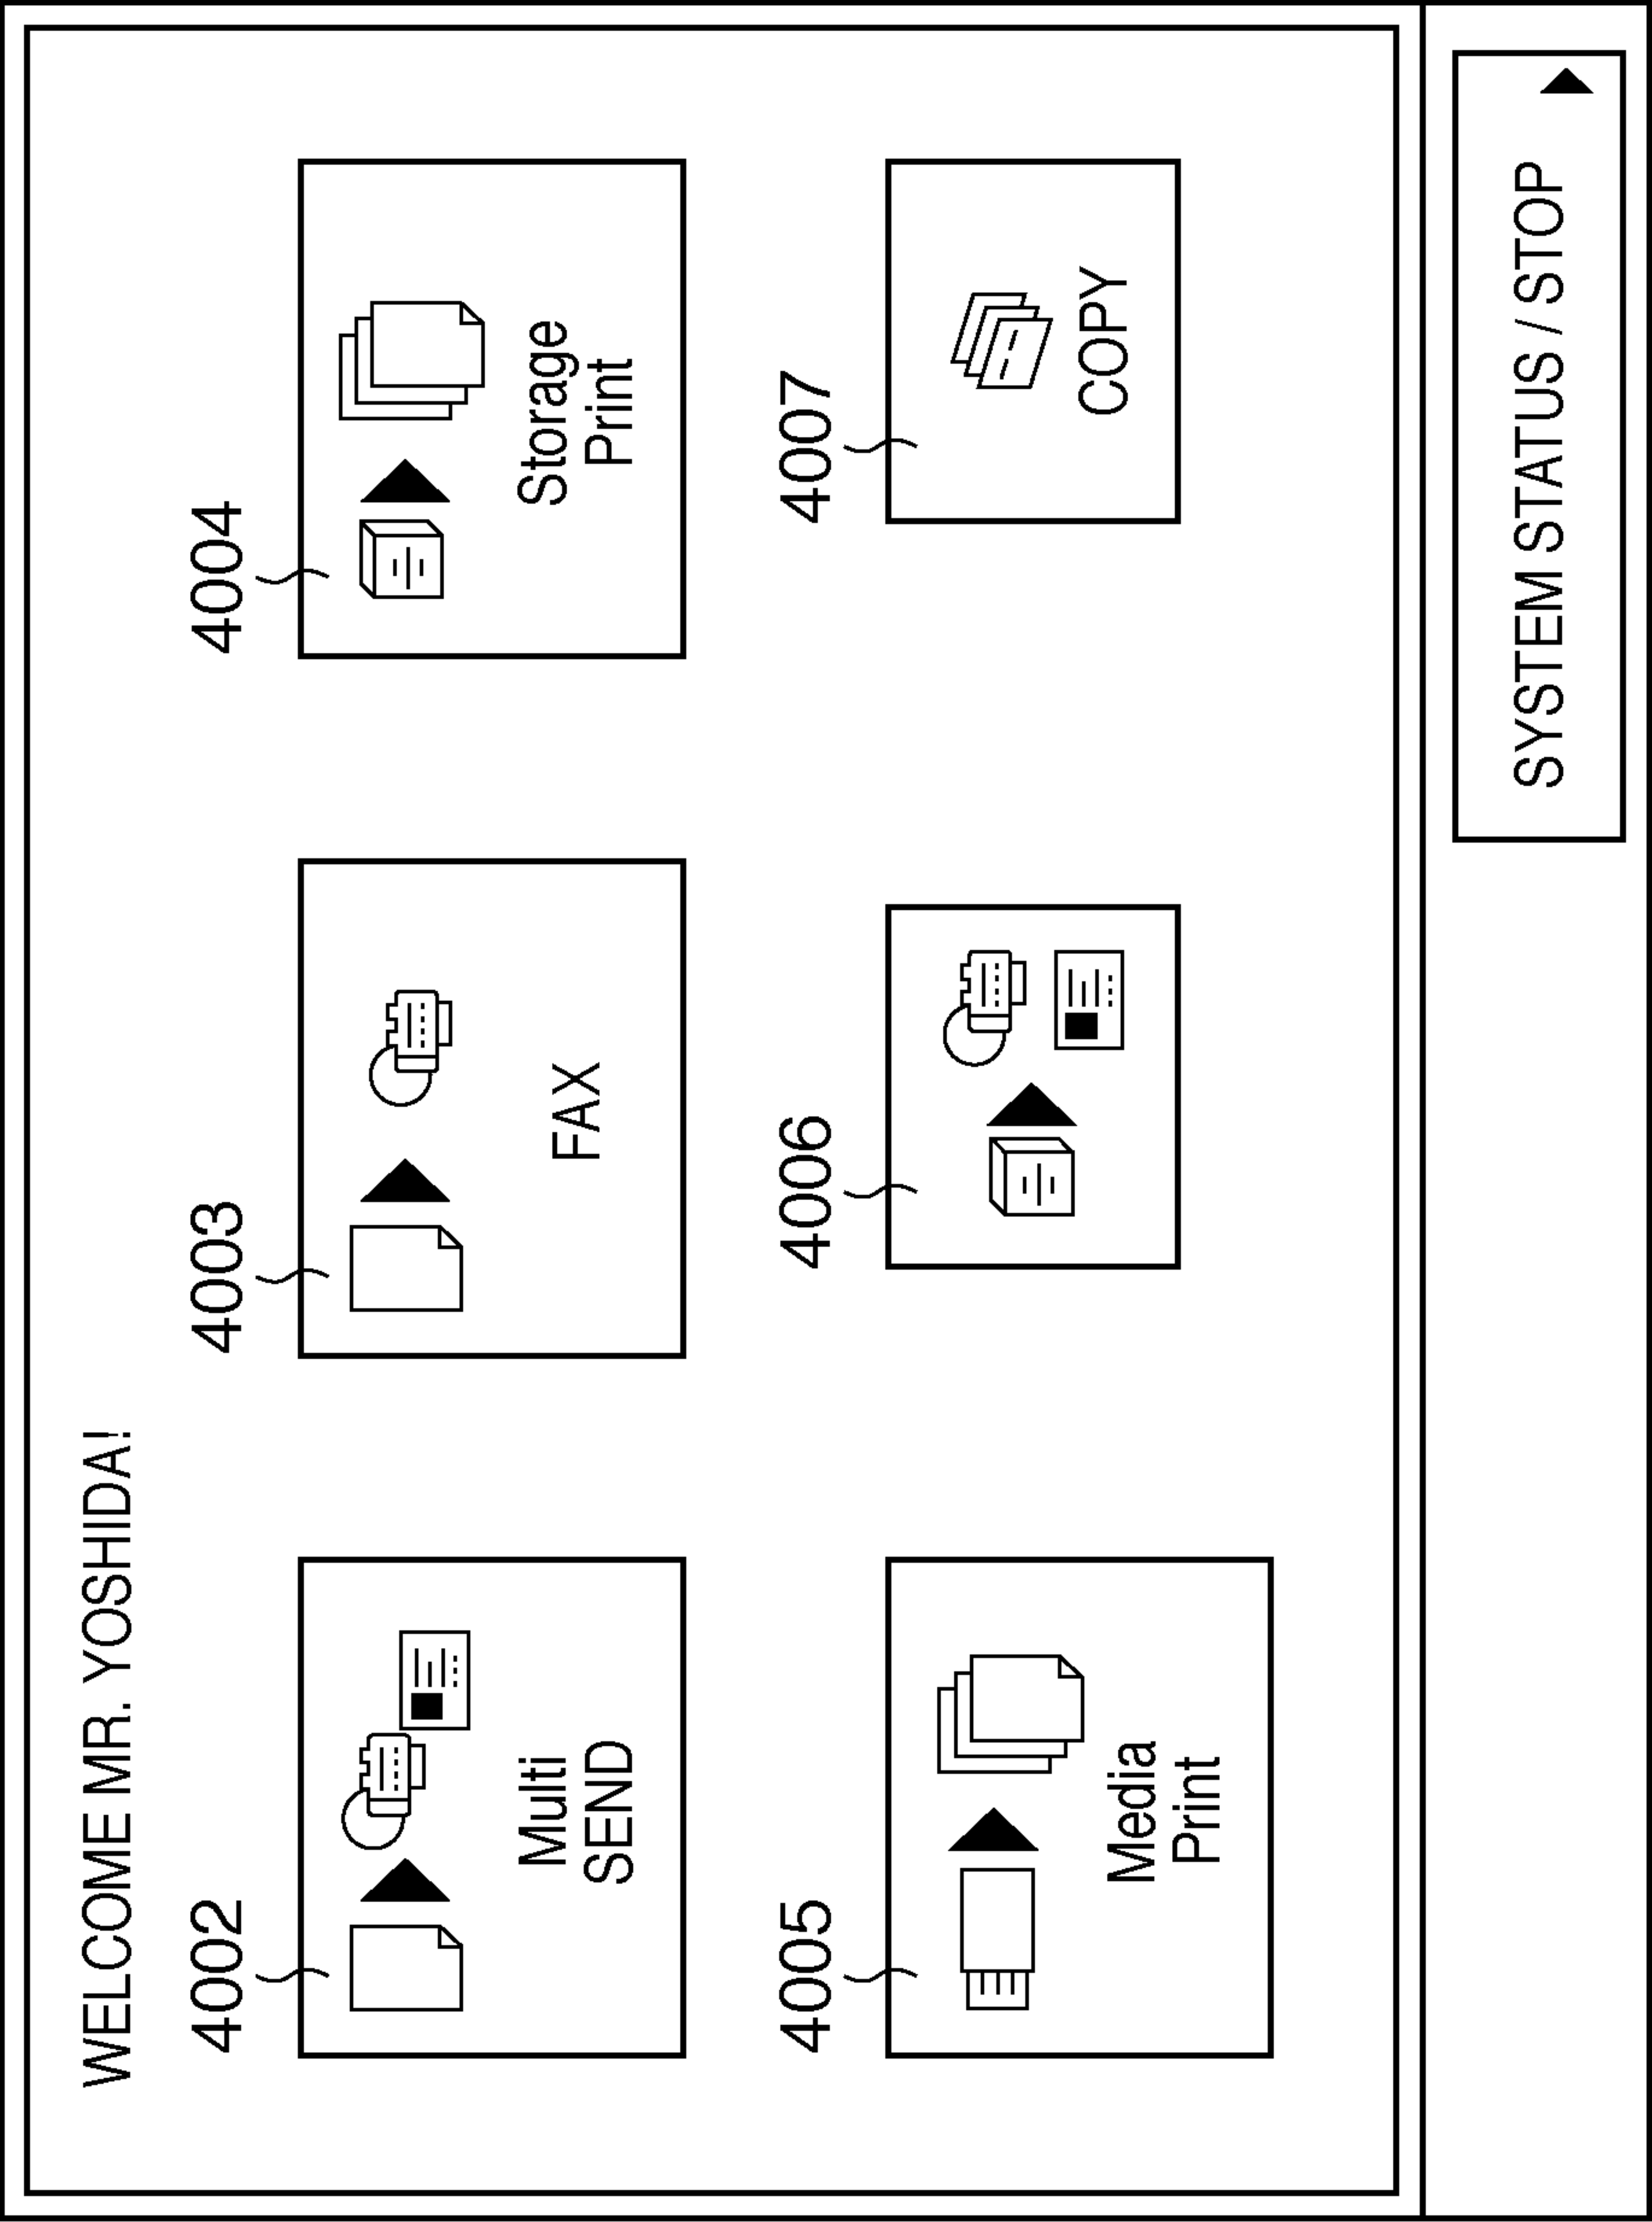 WELCOME MR. YOSHIDA!
4002
4003
4004
Multi
SEND
FAX
Storage
Print
4005
4006
4007
Media
Print
COPY
SYSTEM STATUS / STOP